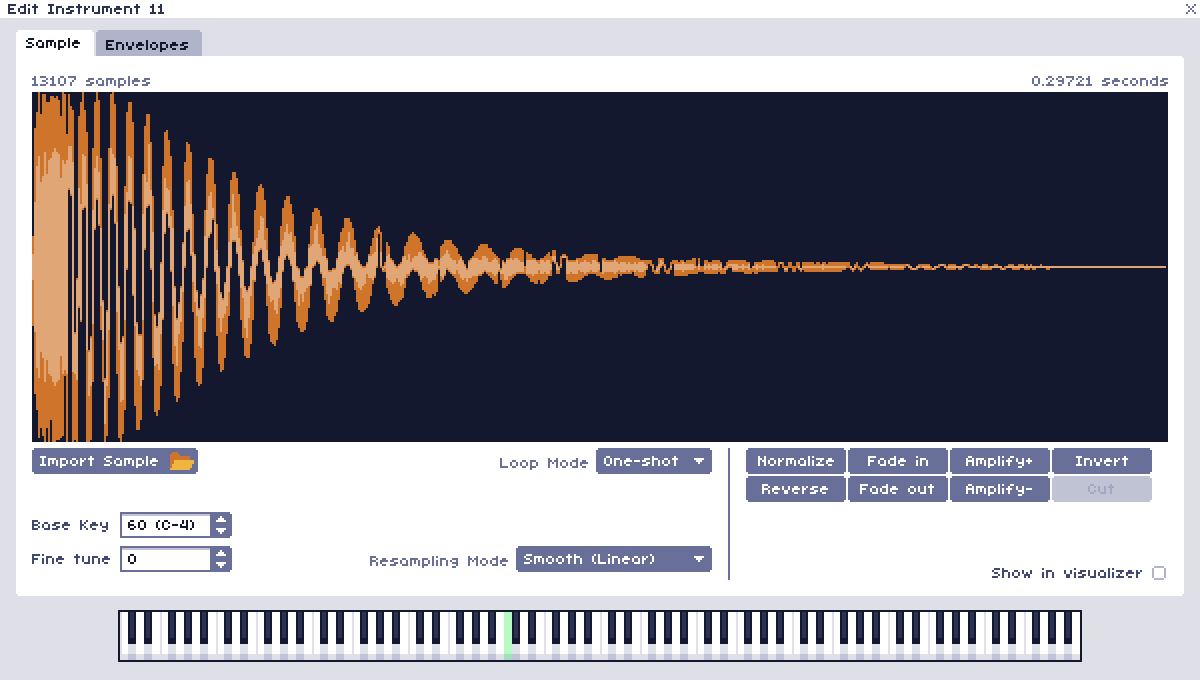 Edit Instrument 11
Sample Envelopes
13107 samples 0.29721 seconds
Import Sample Loop Mode One-shot Normalize Fade in Amplify+ Invert
Reverse Fade out Amplify- Cut
Base Key 60 (C-4)
Fine tune 0 Resampling Mode Smooth (Linear)
Show in visualizer